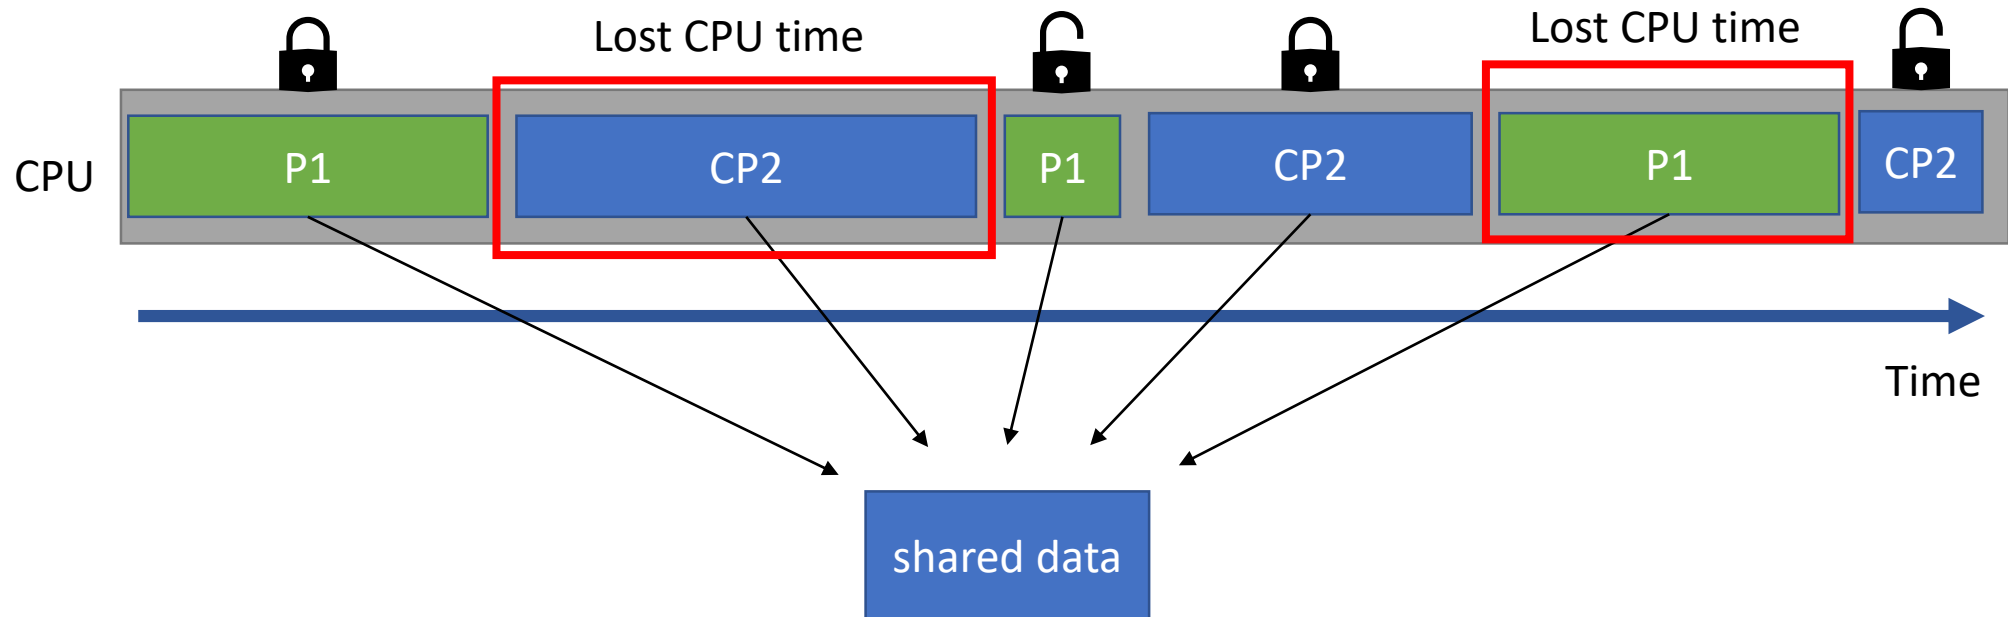 Lost CPU time
Lost CPU time
CPU
P1
CP2
P1
CP2
P1
CP2
Time
shared data